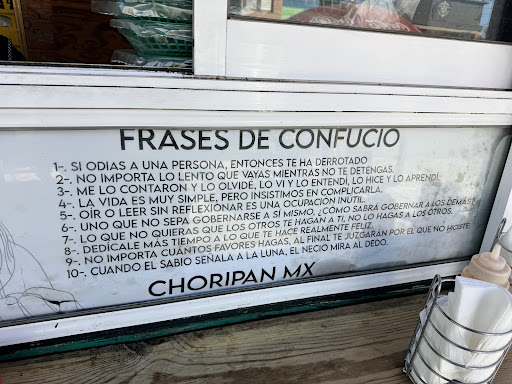 FRASES DE CONFUCIO
1-. SI ODIAS A UNA PERSONA, ENTONCES TE HA DERROTADO
2-. NO IMPORTA LO LENTO QUE VAYAS MIENTRAS NO TE DETENGAS.
3-. ME LO CONTARON Y LO OLVIDÉ, LO VI Y LO ENTENDÍ, LO HICE Y LO APRENDÍ.
4-. LA VIDA ES MUY SIMPLE, PERO INSISTIMOS EN COMPLICARLA.
5-. OÍR O LEER SIN REFLEXIONAR ES UNA OCUPACIÓN INÚTIL.
6-. UNO QUE NO SEPA GOBERNARSE A SÍ MISMO, ¿CÓMO SABRÁ GOBERNAR A LOS DEMÁS?
7-. LO QUE NO QUIERAS QUE LOS OTROS TE HAGAN A TI, NO LO HAGAS A LOS OTROS.
8-. DEDÍCALE MÁS TIEMPO A LO QUE TE HACE REALMENTE FELIZ.
9-. NO IMPORTA CUÁNTOS FAVORES HAGAS, AL FINAL TE JUZGARÁN POR EL QUE NO HICISTE.
10-. CUANDO EL SABIO SEÑALA A LA LUNA, EL NECIO MIRA AL DEDO.
CHORIPAN MX